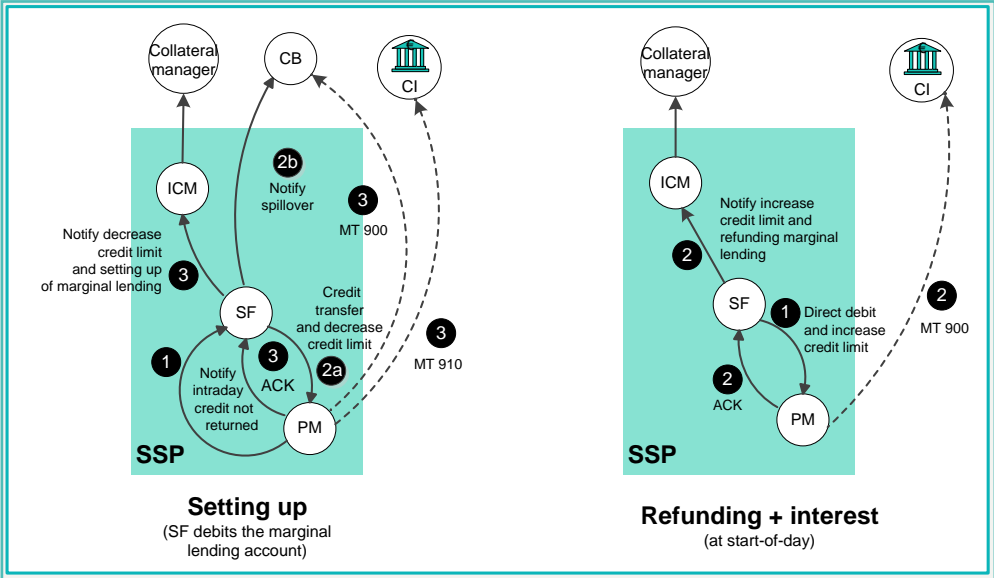 Collateral
manager
CB
CI
ICM
2b
Notify
spillover
3
MT 900
Notify decrease
credit limit
and setting up
of marginal lending
3
SF
Credit
transfer
and decrease
credit limit
1
3
ACK
2a
Notify
intraday
credit not
returned
3
MT 910
PM
SSP
Setting up
(SF debits the marginal
lending account)
Collateral
manager
CI
ICM
Notify increase
credit limit and
refunding marginal
lending
2
SF
1
Direct debit
and increase
credit limit
2
MT 900
2
ACK
PM
SSP
Refunding + interest
(at start-of-day)